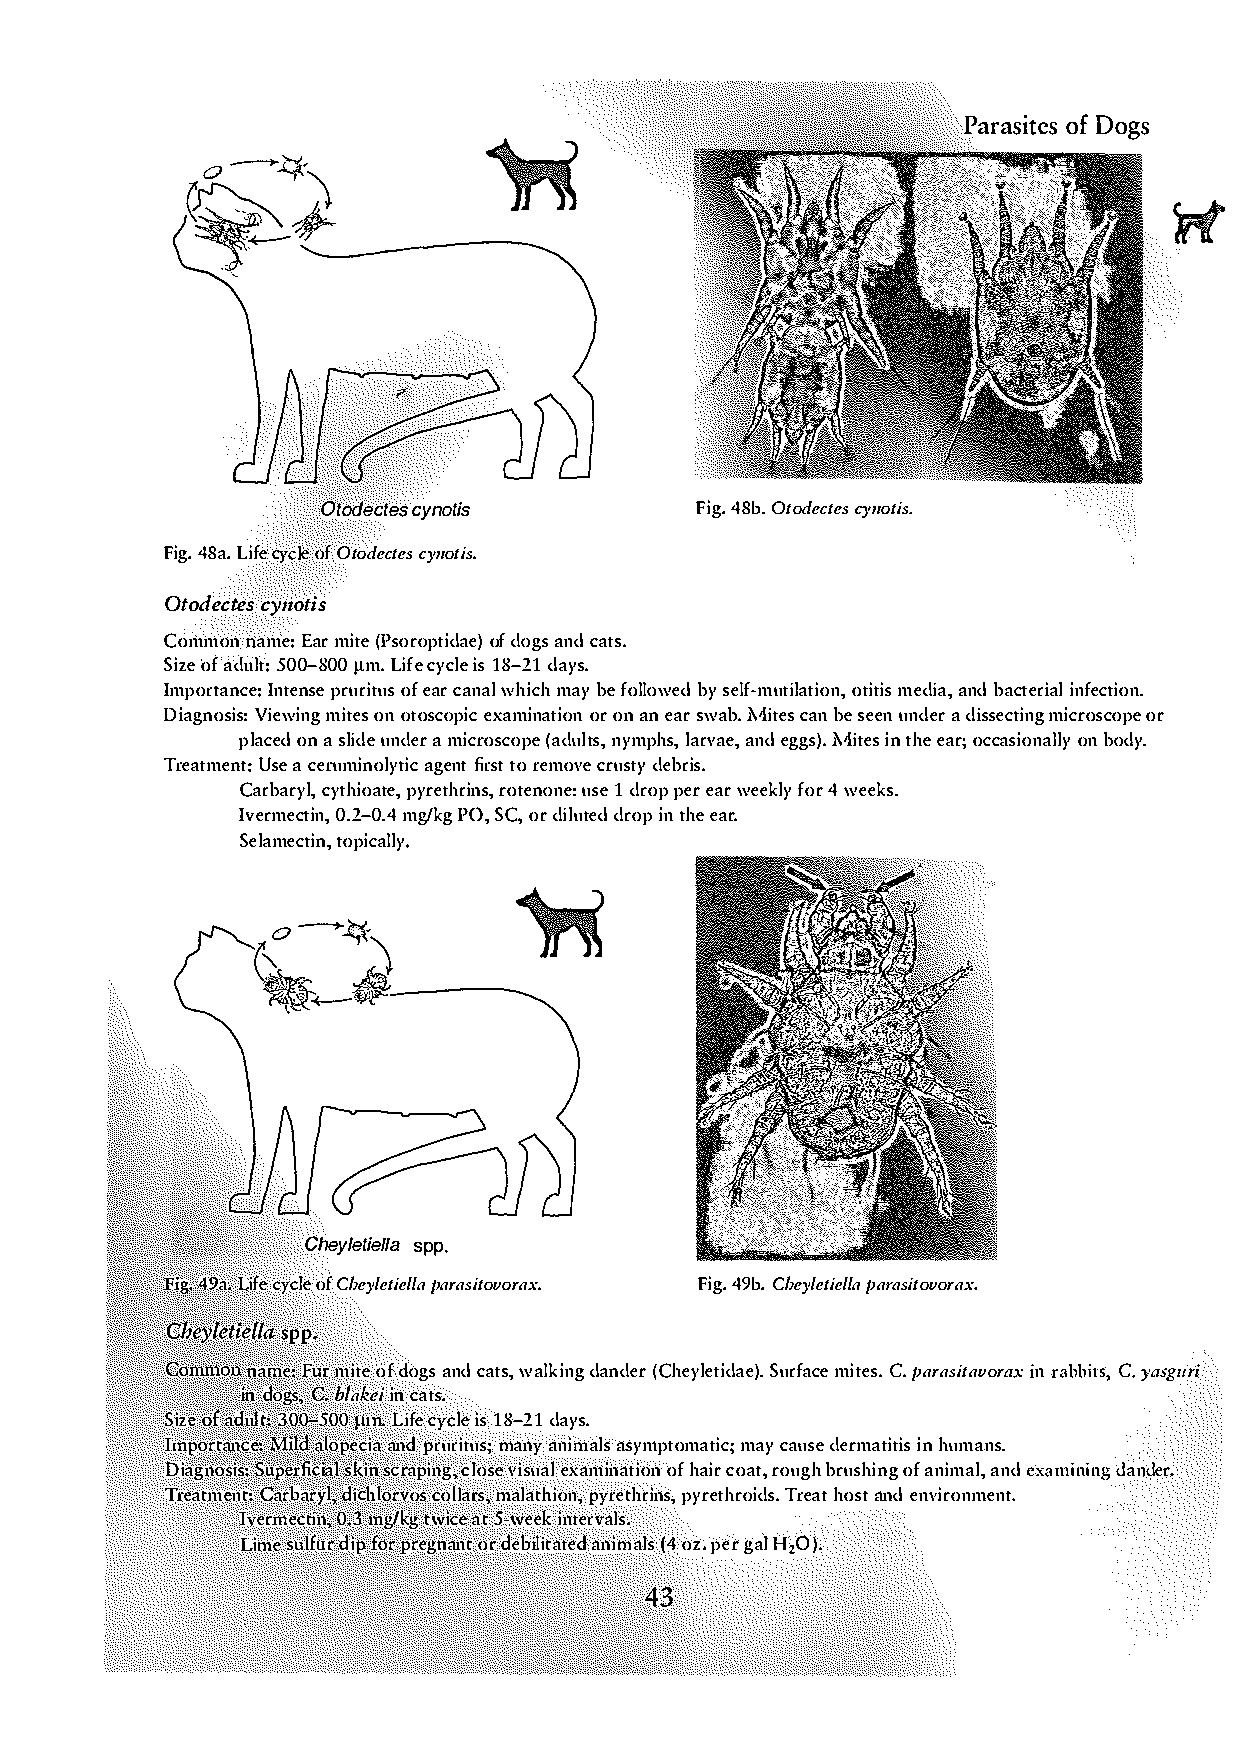 Parasites of Dogs
Otodectes cynotis
Fig. 48b. Otodectes cynotis.
Fig. 48a. Life cycle of Otodectes cynotis.
Otodectes cynotis
Common name: Ear mite (Psoroptidae) of dogs and cats.
Size of adult: 500–800 µm. Life cycle is 18–21 days.
Importance: Intense pruritus of ear canal which may be followed by self-mutilation, otitis media, and bacterial infection.
Diagnosis: Viewing mites on otoscopic examination or on an ear swab. Mites can be seen under a dissecting microscope or
placed on a slide under a microscope (adults, nymphs, larvae, and eggs). Mites in the ear; occasionally on body.
Treatment: Use a ceruminolytic agent first to remove crusty debris.
Carbaryl, cythioate, pyrethrins, rotenone: use 1 drop per ear weekly for 4 weeks.
Ivermectin, 0.2–0.4 mg/kg PO, SC, or diluted drop in the ear.
Selamectin, topically.
Cheyletiella spp.
Fig. 49a. Life cycle of Cheyletiella parasitovorax.
Fig. 49b. Cheyletiella parasitovorax.
Cheyletiella spp.
Common name: Fur mite of dogs and cats, walking dander (Cheyletidae). Surface mites. C. parasitavorax in rabbits, C. yasguri
in dogs, C. blakei in cats.
Size of adult: 300–500 µm. Life cycle is 18–21 days.
Importance: Mild alopecia and pruritus; many animals asymptomatic; may cause dermatitis in humans.
Diagnosis: Superficial skin scraping, close visual examination of hair coat, rough brushing of animal, and examining dander.
Treatment: Carbaryl, dichlorvos collars, malathion, pyrethrins, pyrethroids. Treat host and environment.
Ivermectin, 0.3 mg/kg twice at 5-week intervals.
Lime sulfur dip for pregnant or debilitated animals (4 oz. per gal H₂O).
43